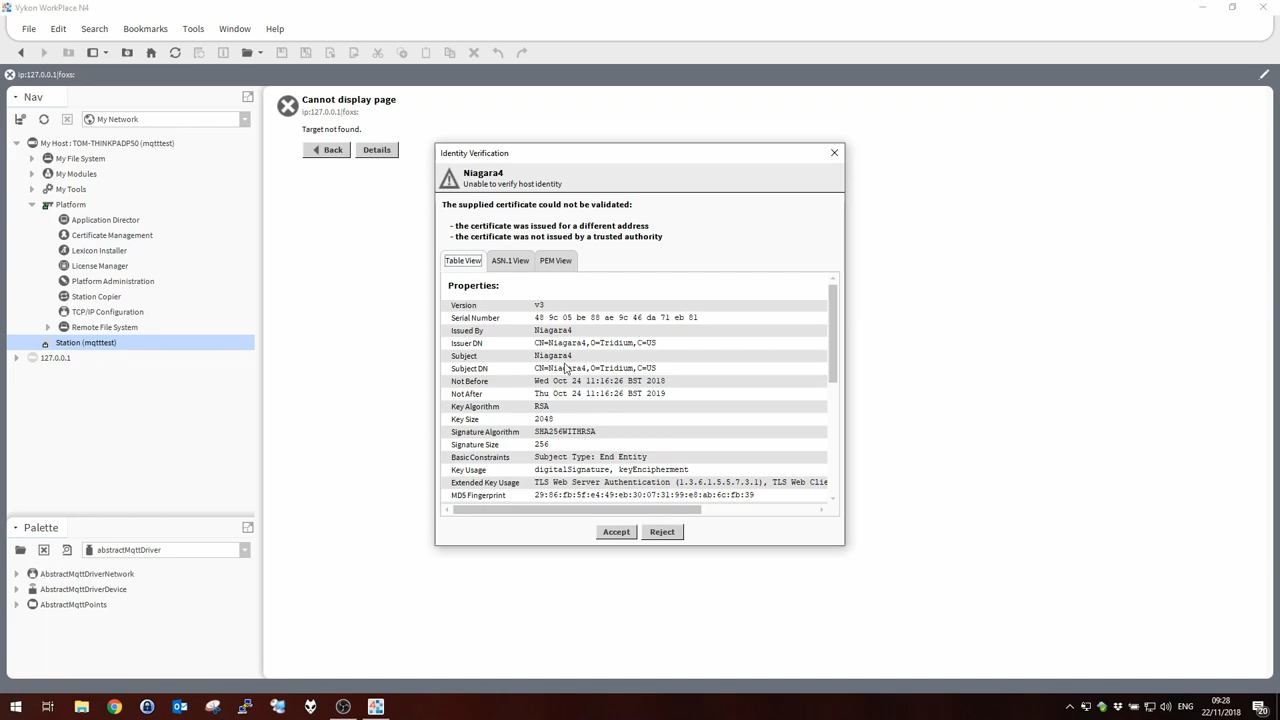 Vykon WorkPlace N4
File Edit Search Bookmarks Tools Window Help
ip:127.0.0.1|foxs:
Nav
My Network
My Host : TOM-THINKPADP50 (mqtttest)
My File System
My Modules
My Tools
Platform
Application Director
Certificate Management
Lexicon Installer
License Manager
Platform Administration
Station Copier
TCP/IP Configuration
Remote File System
Station (mqtttest)
127.0.0.1
Palette
abstractMqttDriver
AbstractMqttDriverNetwork
AbstractMqttDriverDevice
AbstractMqttPoints
Cannot display page
ip:127.0.0.1|foxs:
Target not found.
Back Details
Identity Verification
Niagara4
Unable to verify host identity
The supplied certificate could not be validated:
- the certificate was issued for a different address
- the certificate was not issued by a trusted authority
Table View ASN.1 View PEM View
Properties:
Version v3
Serial Number 48 9c 05 be 88 ae 9c 46 da 71 eb 81
Issued By Niagara4
Issuer DN CN=Niagara4,O=Tridium,C=US
Subject Niagara4
Subject DN CN=Niagara4,O=Tridium,C=US
Not Before Wed Oct 24 11:16:26 BST 2018
Not After Thu Oct 24 11:16:26 BST 2019
Key Algorithm RSA
Key Size 2048
Signature Algorithm SHA256WITHRSA
Signature Size 256
Basic Constraints Subject Type: End Entity
Key Usage digitalSignature, keyEncipherment
Extended Key Usage TLS Web Server Authentication (1.3.6.1.5.5.7.3.1), TLS Web Clie
MD5 Fingerprint 29:86:fb:5f:e4:49:eb:30:07:31:99:e8:ab:6c:fb:39
Accept Reject
ENG
09:28
22/11/2018
20